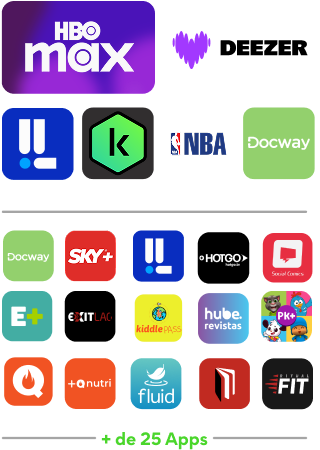 HBO
max
DEEZER
k
NBA
Docway
Docway
SKY+
HOTGO
Social Comics
E+
EXITLAG
kiddlePASS
hube.
revistas
PK+
+Q nutri
fluid
RITUAL
FIT
+ de 25 Apps